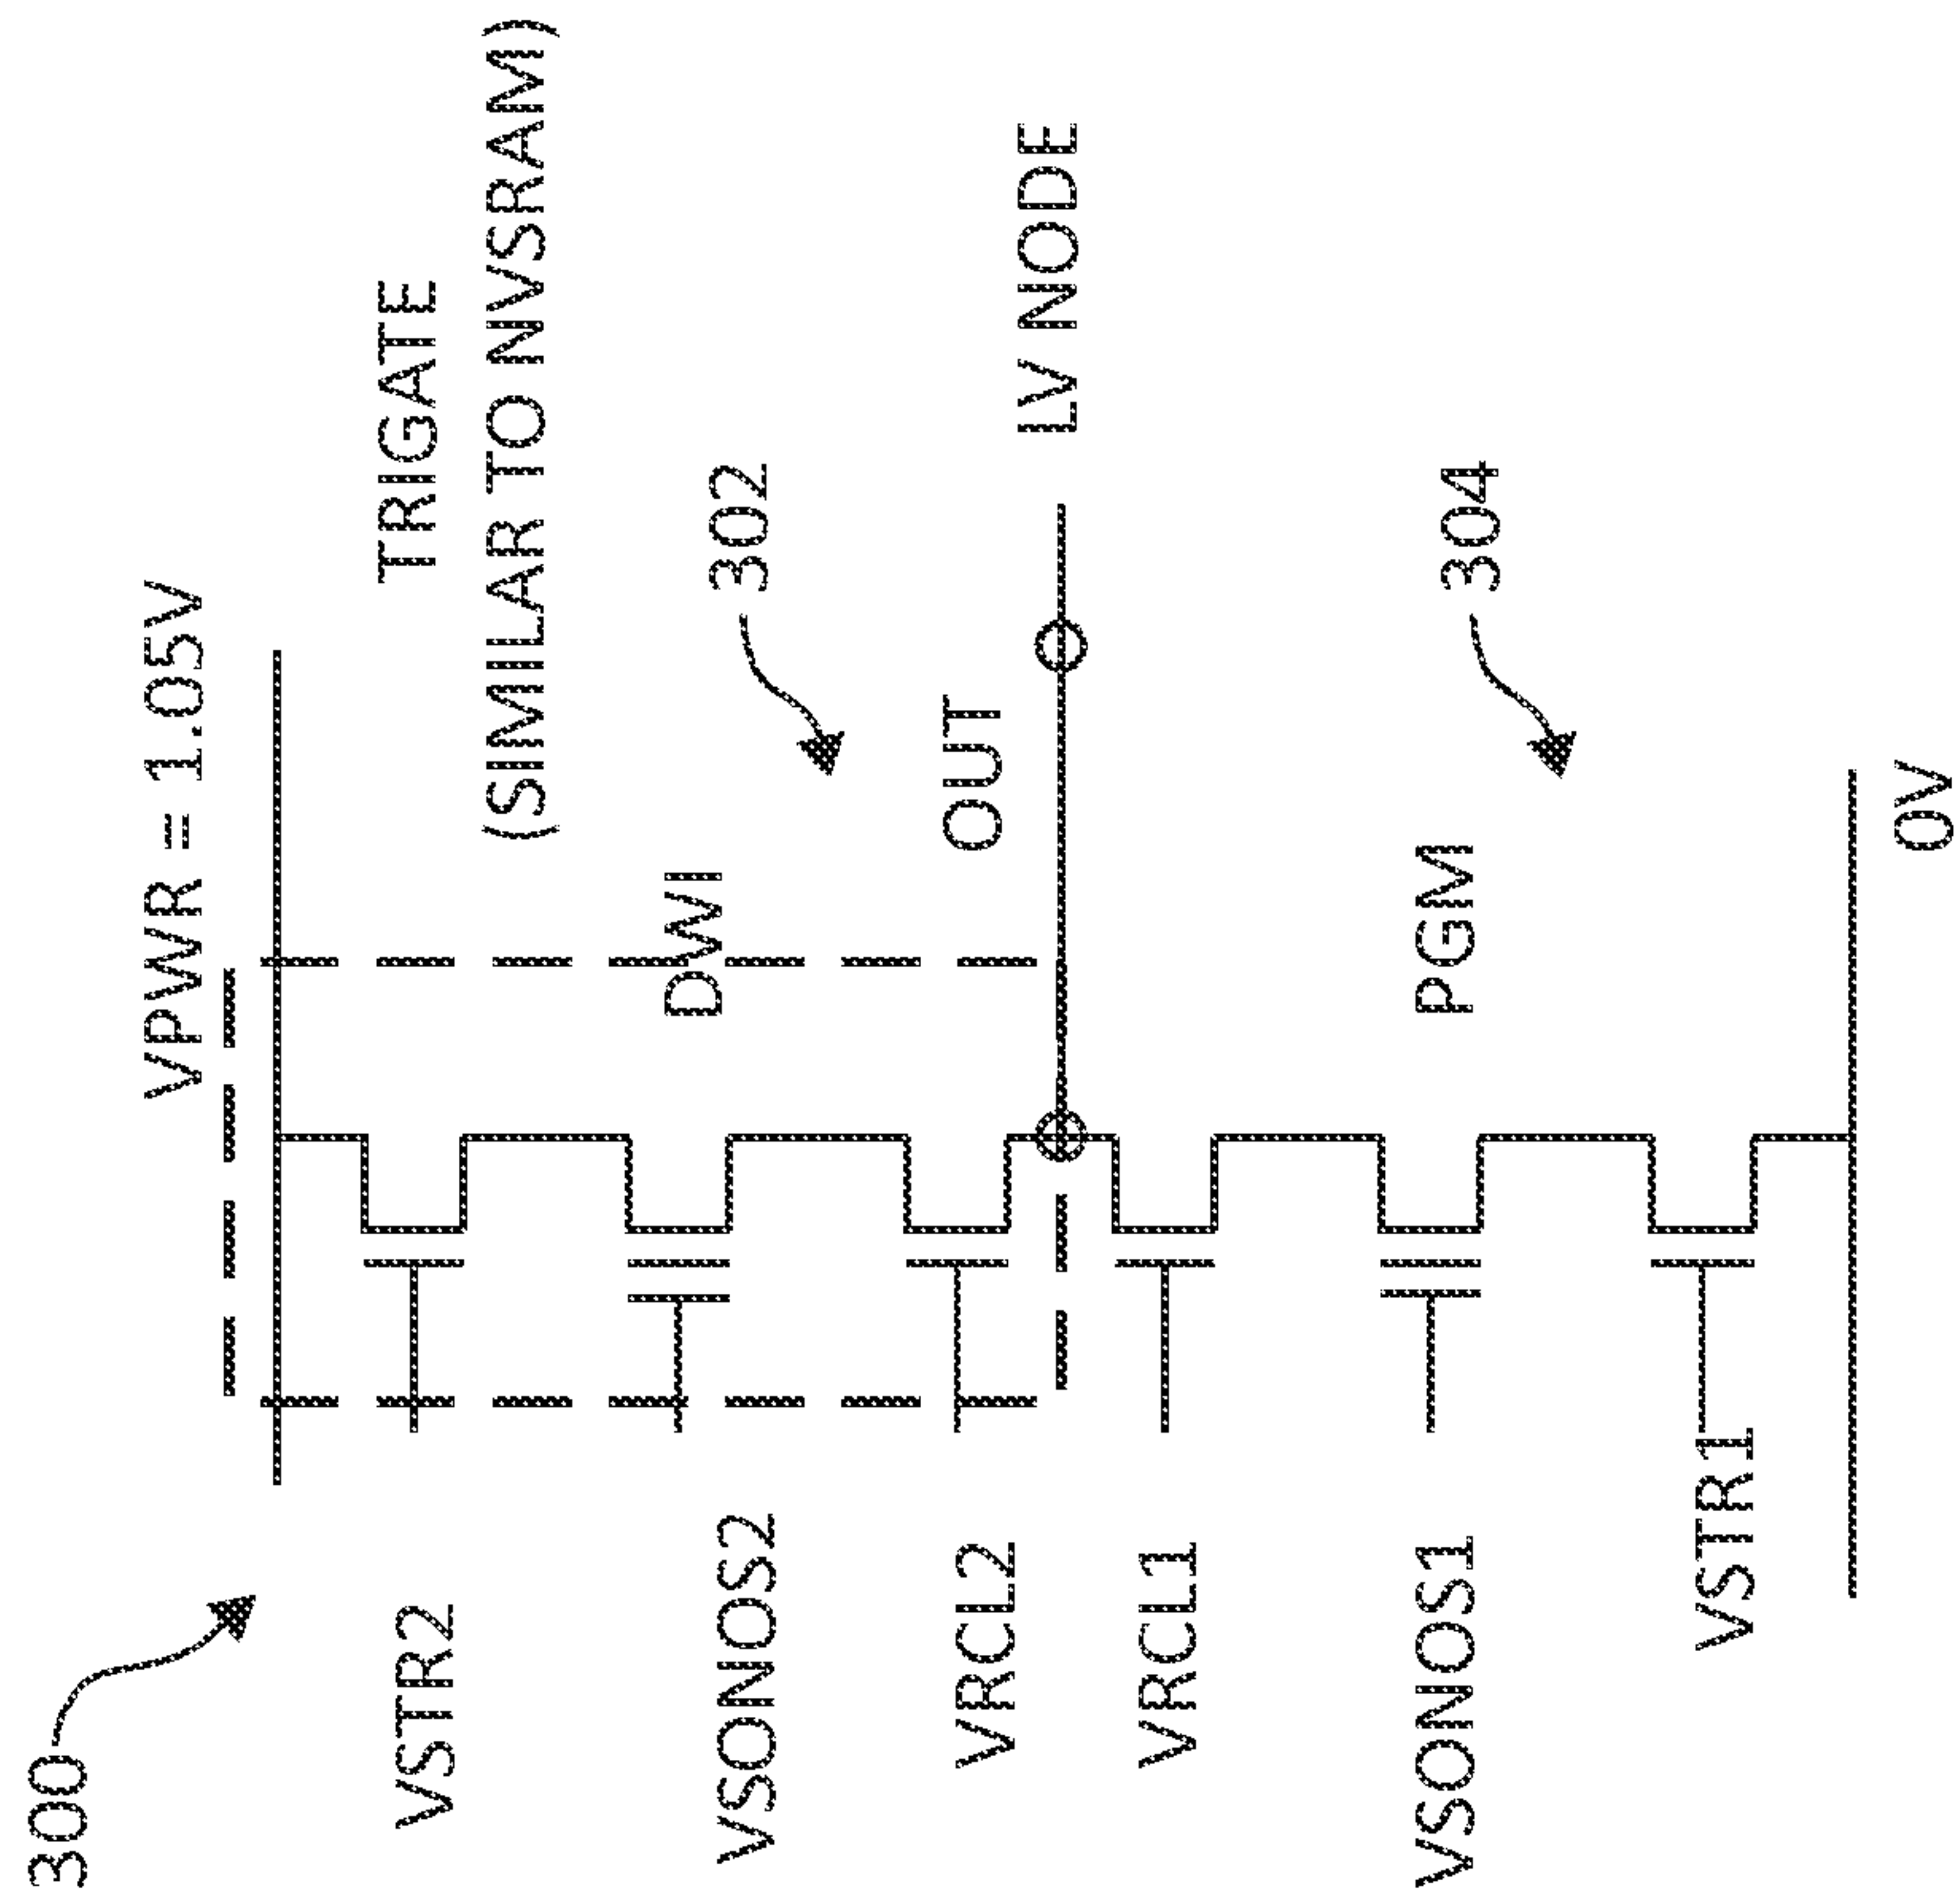 300
VPWR = 1.05V
TRIGATE
(SIMILAR TO NVSRAM)
VSTR2
DWI
302
VSONOS2
OUT
VRCL2
LV NODE
VRCL1
PGM
304
VSONOS1
VSTR1
0V